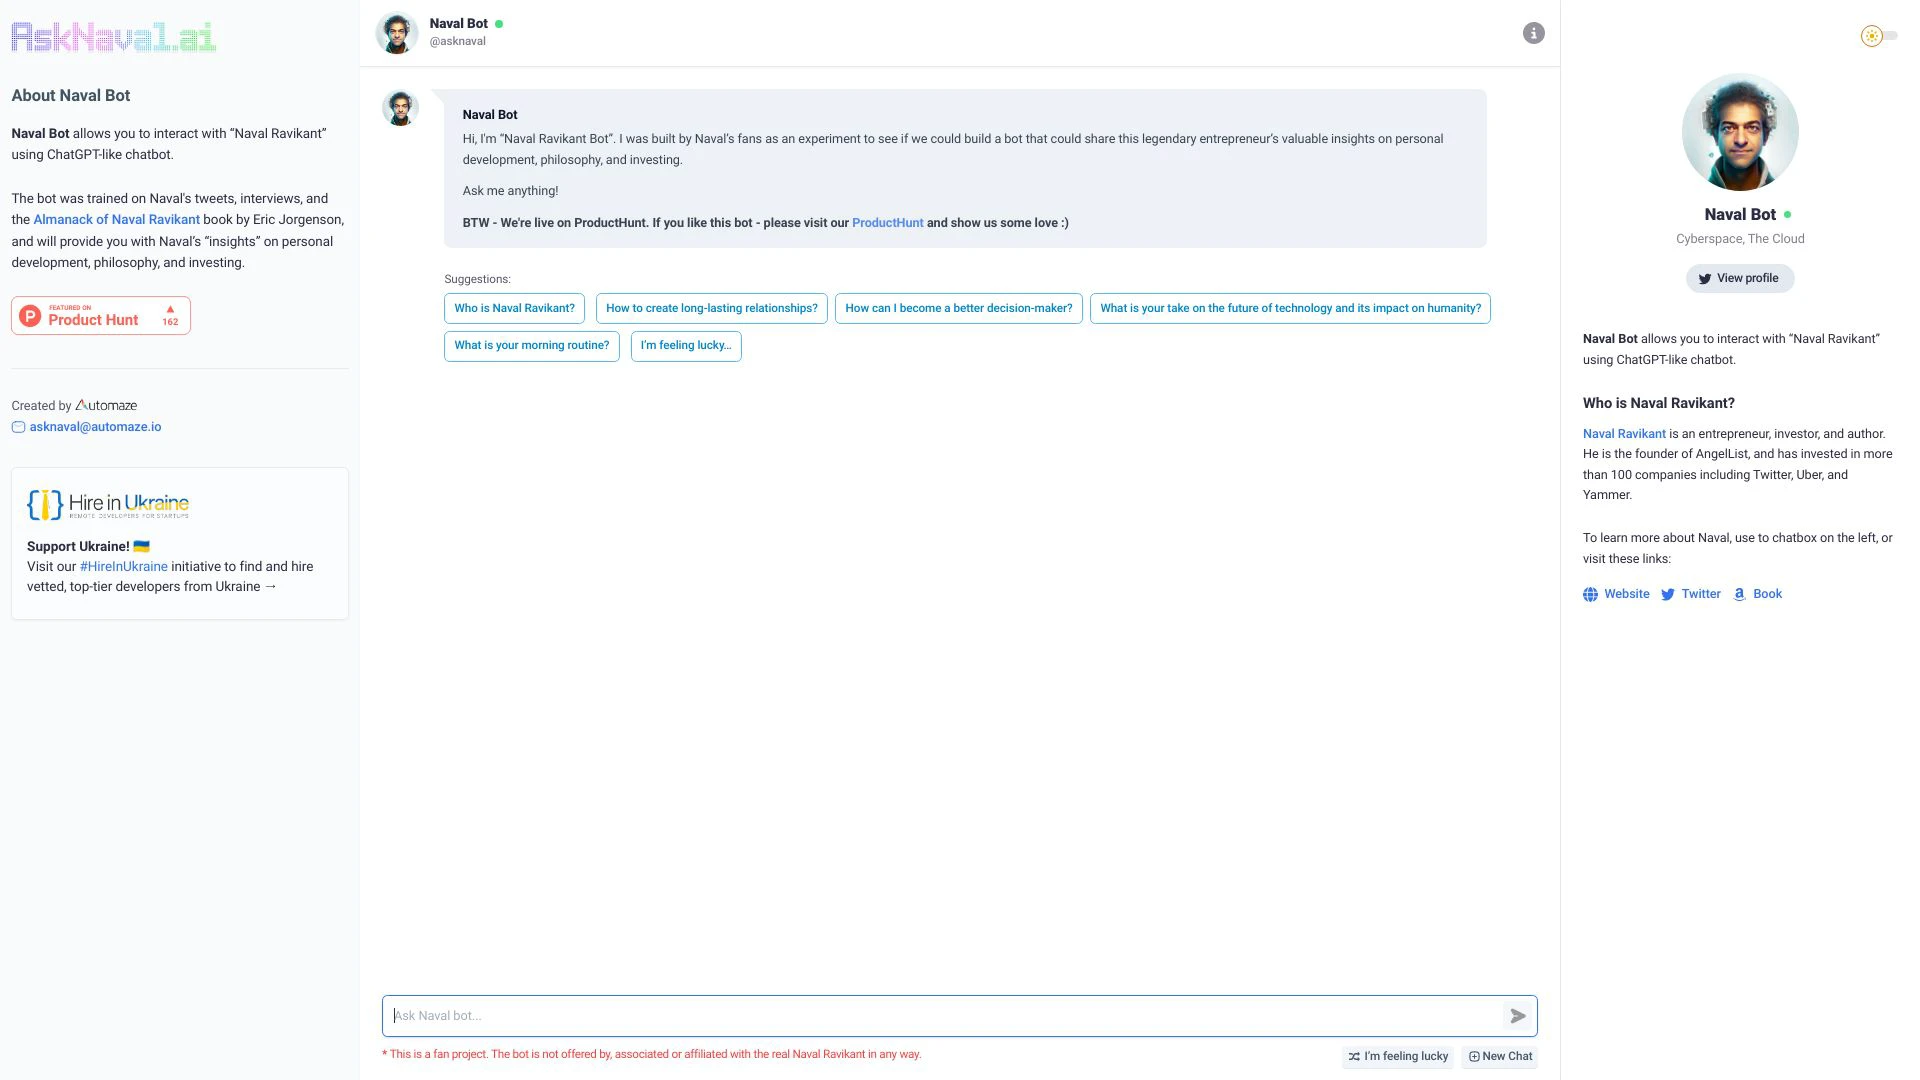 AskNaval.ai
About Naval Bot
Naval Bot allows you to interact with “Naval Ravikant”
using ChatGPT-like chatbot.
The bot was trained on Naval's tweets, interviews, and
the Almanack of Naval Ravikant book by Eric Jorgenson,
and will provide you with Naval’s “insights” on personal
development, philosophy, and investing.
FEATURED ON
Product Hunt
162
Created by Automaze
asknaval@automaze.io
Hire in Ukraine
REMOTE DEVELOPERS FOR STARTUPS
Support Ukraine! 🇺🇦
Visit our #HireInUkraine initiative to find and hire
vetted, top-tier developers from Ukraine →
Naval Bot
@asknaval
Naval Bot
Hi, I'm “Naval Ravikant Bot”. I was built by Naval’s fans as an experiment to see if we could build a bot that could share this legendary entrepreneur’s valuable insights on personal
development, philosophy, and investing.
Ask me anything!
BTW - We're live on ProductHunt. If you like this bot - please visit our ProductHunt and show us some love :)
Suggestions:
Who is Naval Ravikant?
How to create long-lasting relationships?
How can I become a better decision-maker?
What is your take on the future of technology and its impact on humanity?
What is your morning routine?
I’m feeling lucky…
Ask Naval bot...
* This is a fan project. The bot is not offered by, associated or affiliated with the real Naval Ravikant in any way.
I’m feeling lucky
New Chat
Naval Bot
Cyberspace, The Cloud
View profile
Naval Bot allows you to interact with “Naval Ravikant”
using ChatGPT-like chatbot.
Who is Naval Ravikant?
Naval Ravikant is an entrepreneur, investor, and author.
He is the founder of AngelList, and has invested in more
than 100 companies including Twitter, Uber, and
Yammer.
To learn more about Naval, use to chatbox on the left, or
visit these links:
Website
Twitter
Book